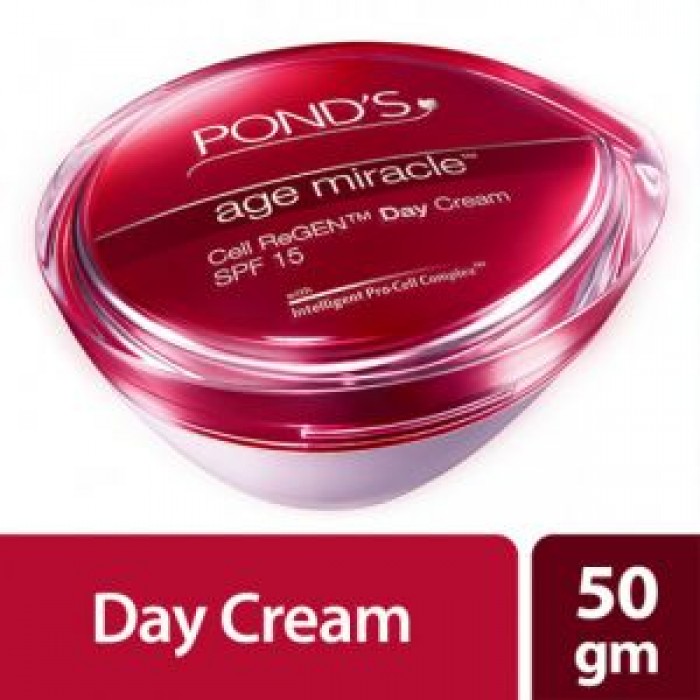 POND'S
age miracle™
Cell ReGEN™ Day Cream
SPF 15
with
Intelligent Pro-Cell Complex™
Day Cream
50
gm